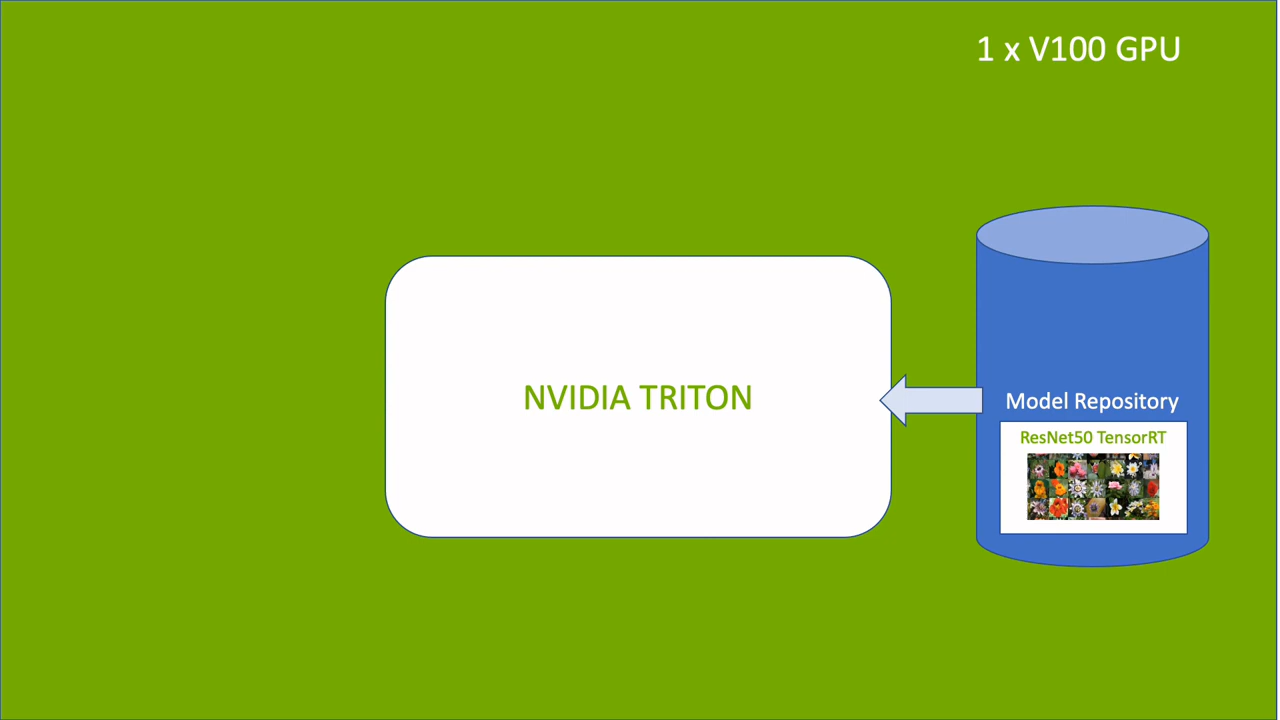 1 x V100 GPU
NVIDIA TRITON
Model Repository
ResNet50 TensorRT